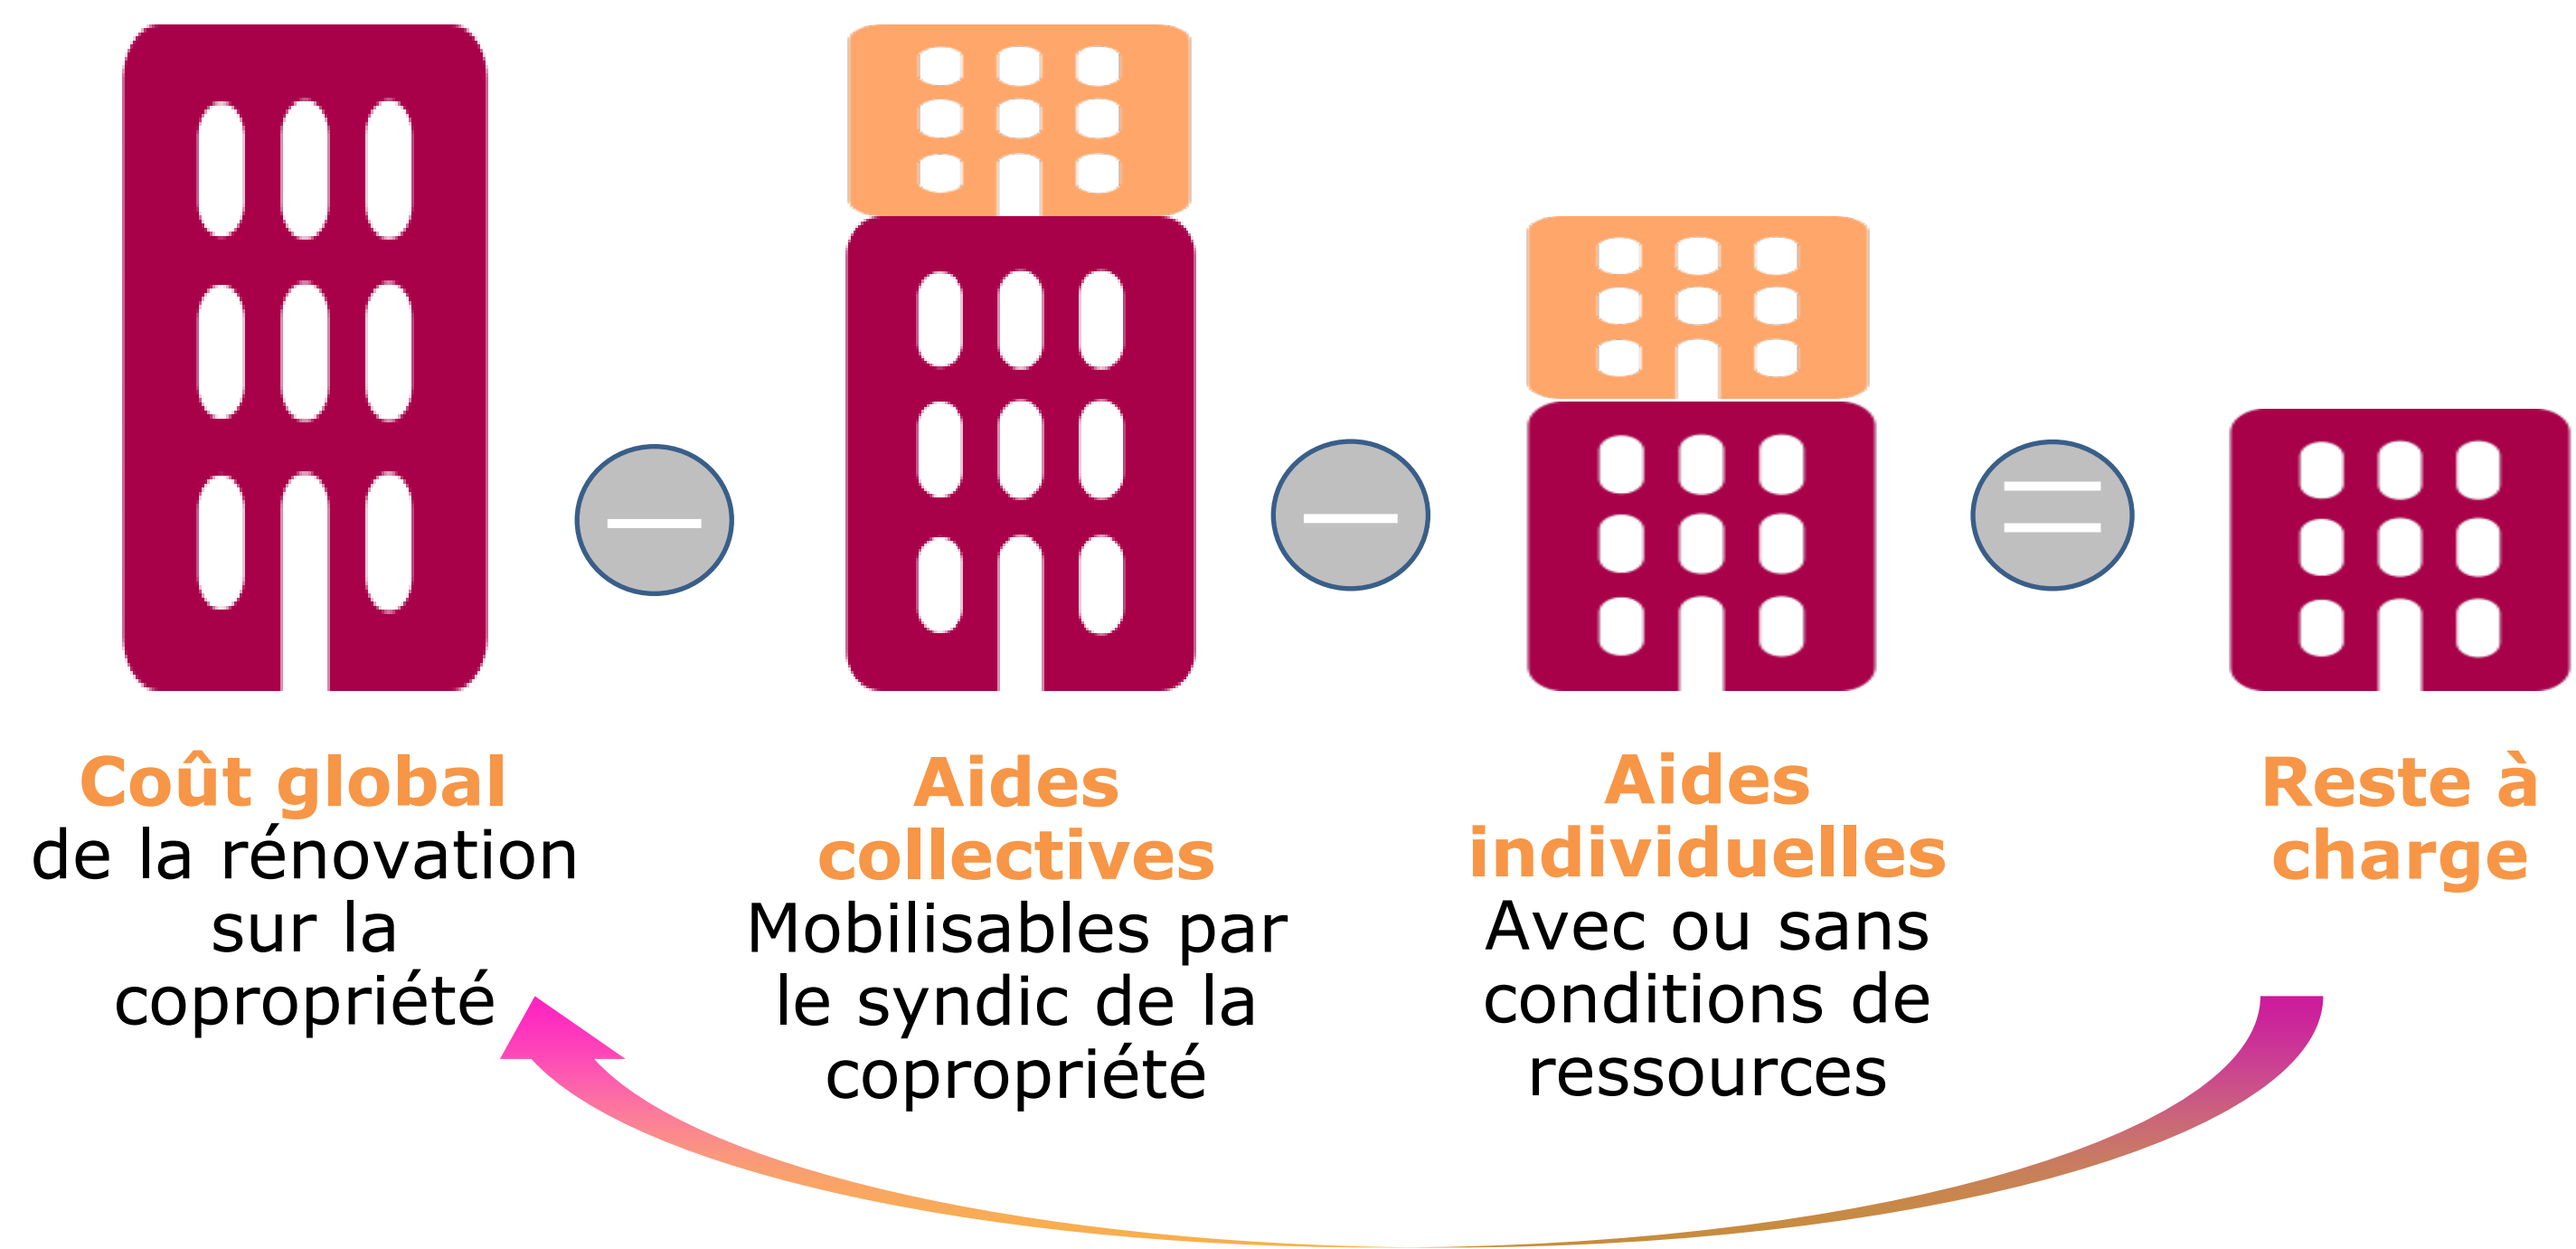 Coût global
de la rénovation
sur la
copropriété
Aides
collectives
Mobilisables par
le syndic de la
copropriété
Aides
individuelles
Avec ou sans
conditions de
ressources
Reste à
charge